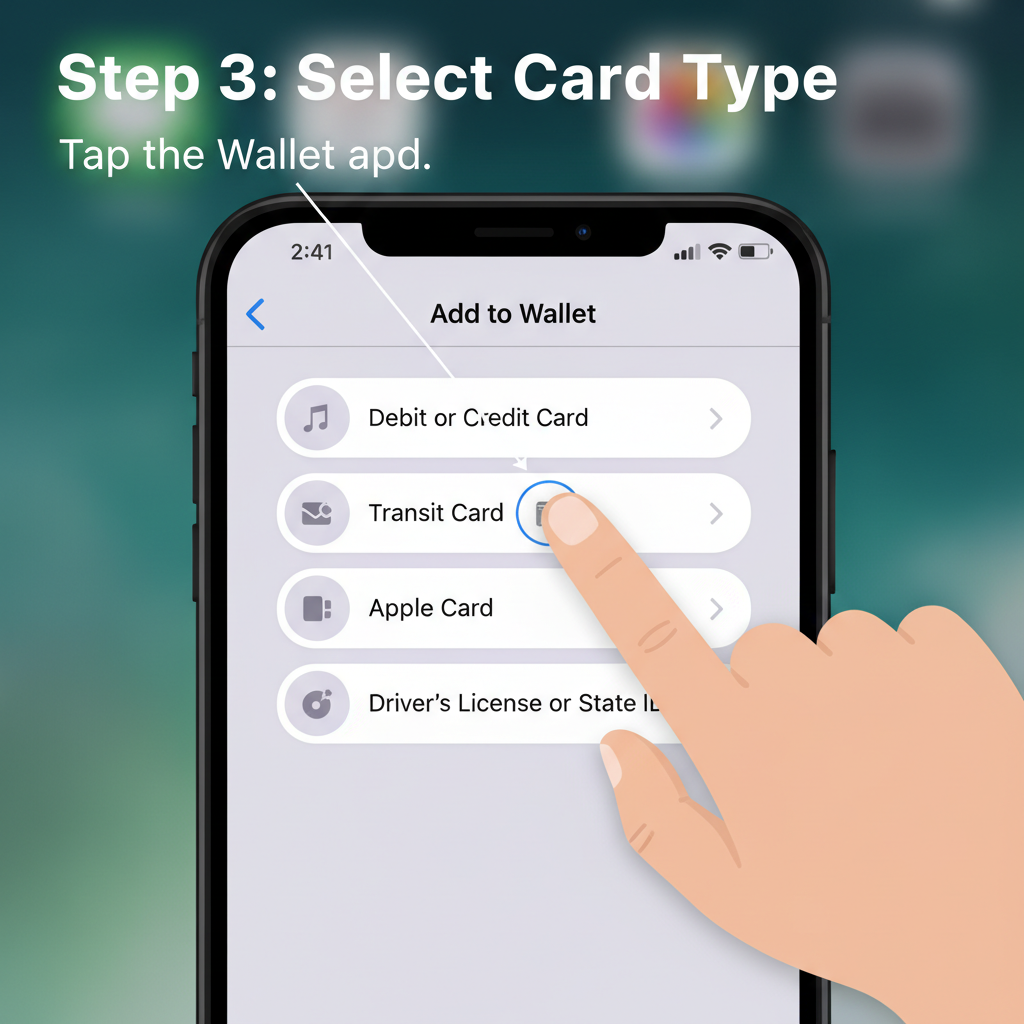 Step 3: Select Card Type
Tap the Wallet apd.
2:41
Add to Wallet
Debit or Credit Card
Transit Card
Apple Card
Driver's License or State